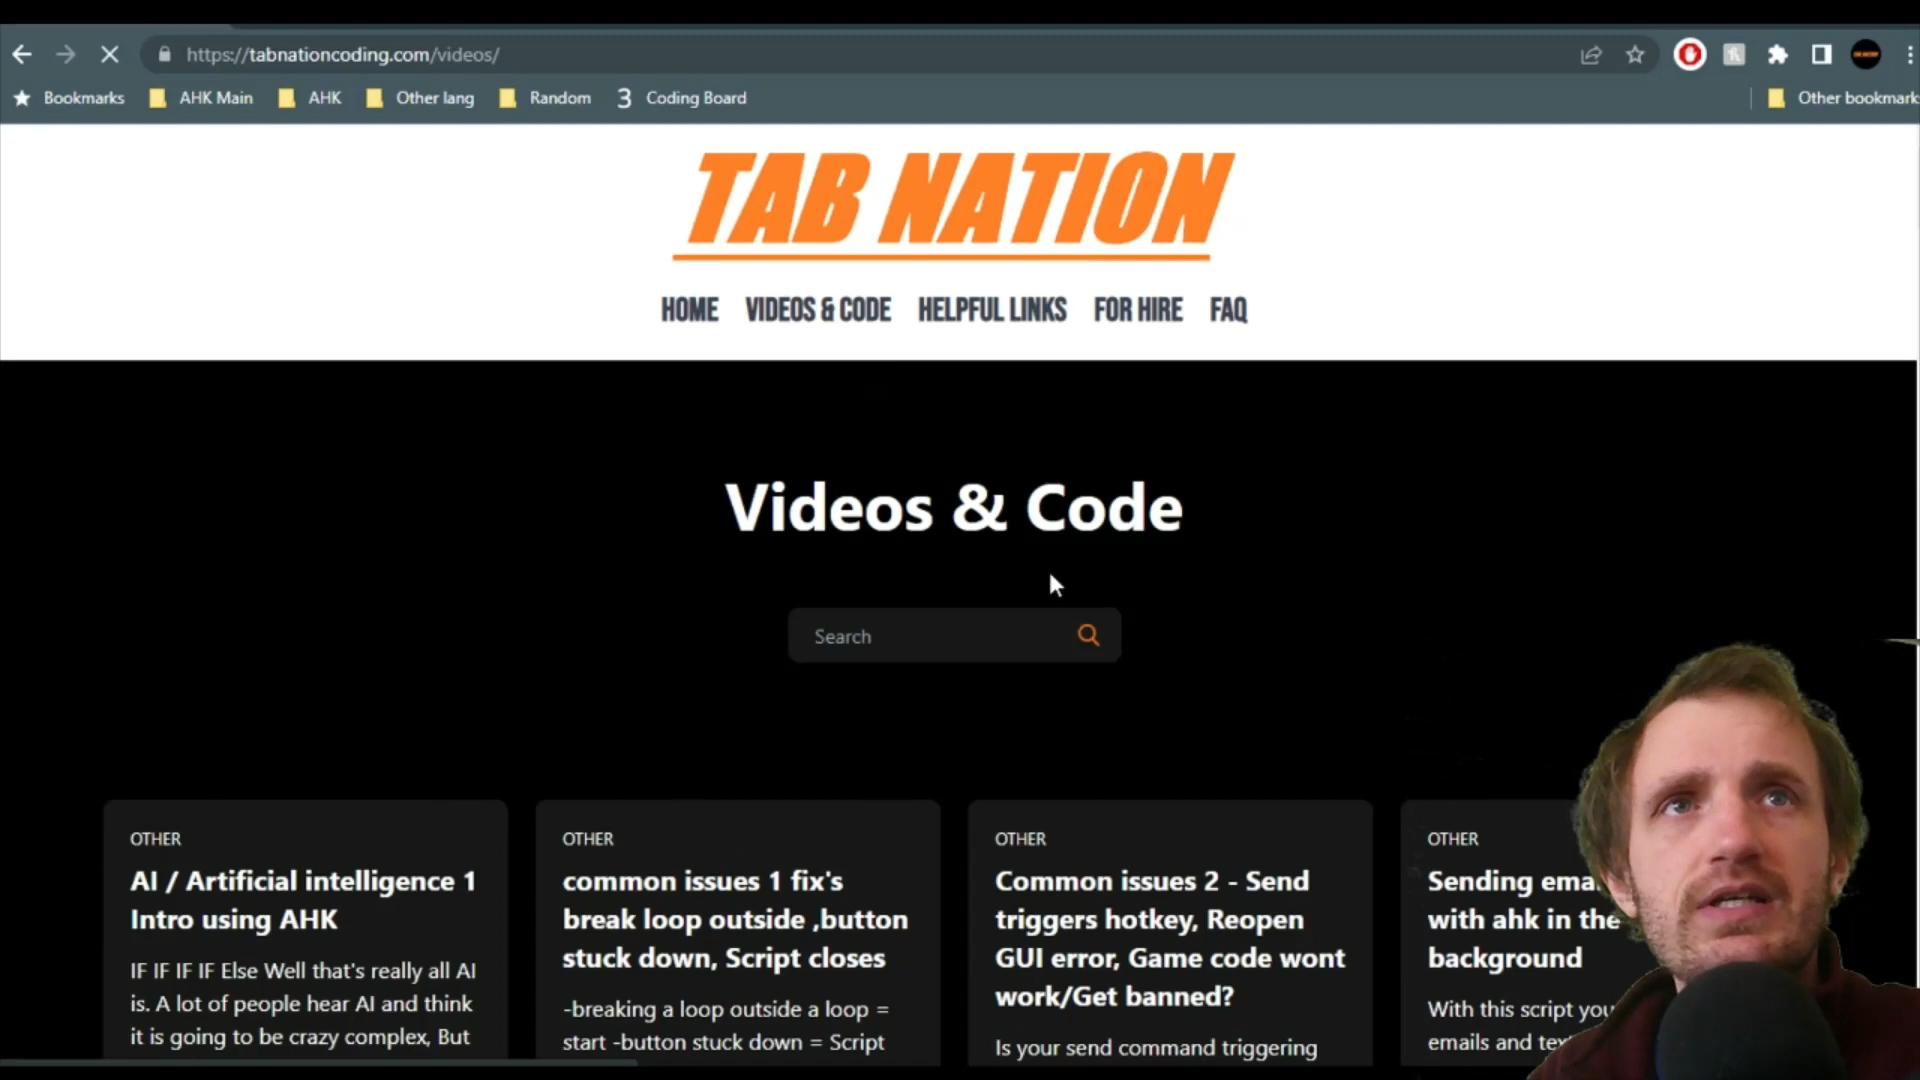 https://tabnationcoding.com/videos/
Bookmarks AHK Main AHK Other lang Random 3 Coding Board Other bookmark
TAB NATION
HOME VIDEOS & CODE HELPFUL LINKS FOR HIRE FAQ
Videos & Code
Search
OTHER
AI / Artificial intelligence 1
Intro using AHK
IF IF IF IF Else Well that's really all AI
is. A lot of people hear AI and think
it is going to be crazy complex, But
OTHER
common issues 1 fix's
break loop outside ,button
stuck down, Script closes
-breaking a loop outside a loop =
start -button stuck down = Script
OTHER
Common issues 2 - Send
triggers hotkey, Reopen
GUI error, Game code wont
work/Get banned?
Is your send command triggering
OTHER
Sending
with ahk in the
background
With this script you
emails and